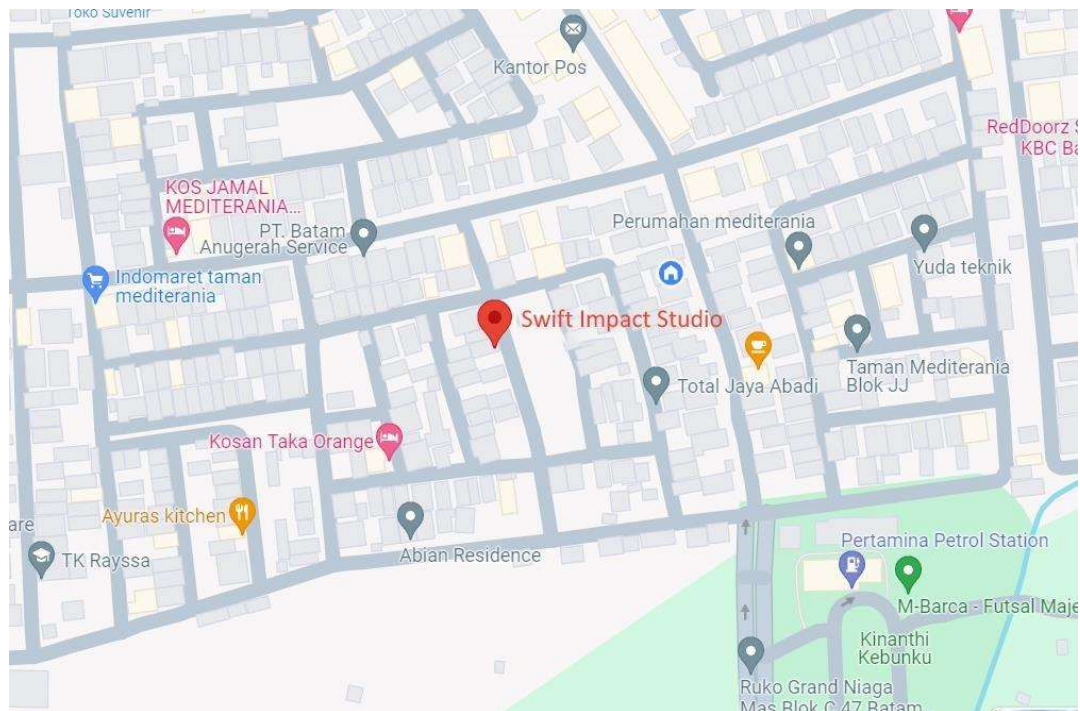 Toko Suvenir
Kantor Pos
RedDoorz
KBC
KOS JAMAL
MEDITERANIA...
PT. Batam
Anugerah Service
Perumahan mediterania
Yuda teknik
Indomaret taman
mediterania
Swift Impact Studio
Total Jaya Abadi
Taman Mediterania
Blok JJ
Kosan Taka Orange
Ayuras kitchen
TK Rayssa
Abian Residence
Pertamina Petrol Station
M-Barca - Futsal Maje
Kinanthi
Kebunku
Ruko Grand Niaga
Mas Blok C 47 Batam